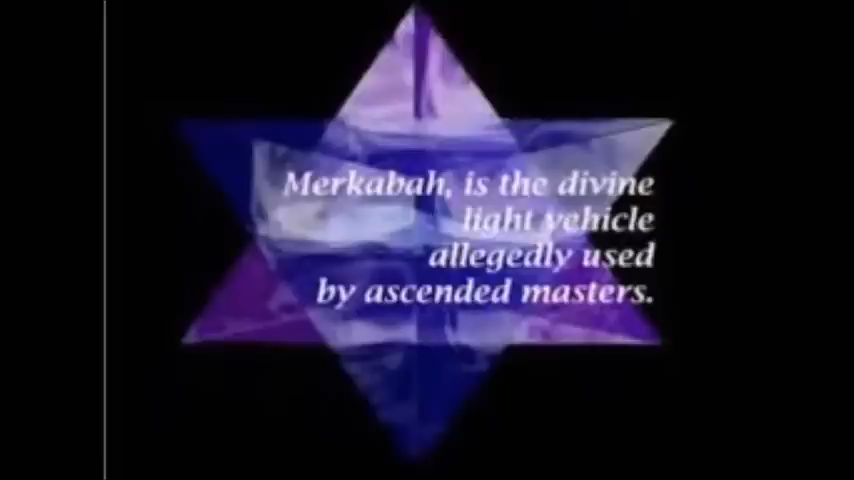 Merkabah, is the divine
light vehicle
allegedly used
by ascended masters.